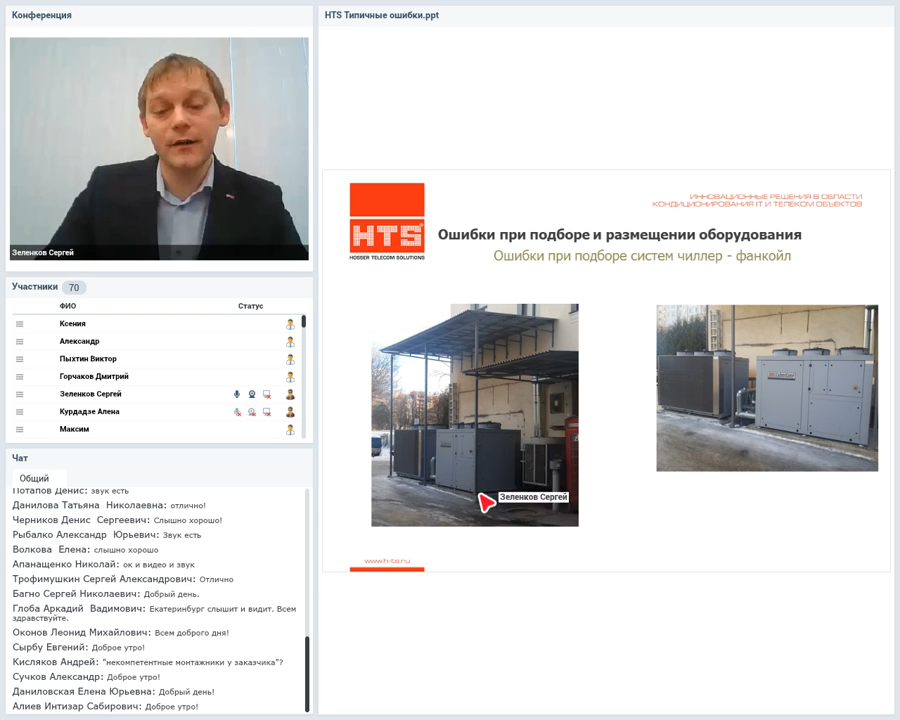 Конференция
Зеленков Сергей
Участники 70
ФИО Статус
Ксения
Александр
Пыхтин Виктор
Горчаков Дмитрий
Зеленков Сергей
Курдадзе Алена
Максим
Чат
Общий
Потапов Денис: звук есть
Данилова Татьяна Николаевна: отлично!
Черников Денис Сергеевич: Слышно хорошо!
Рыбалко Александр Юрьевич: Звук есть
Волкова Елена: слышно хорошо
Апанащенко Николай: ок и видео и звук
Трофимушкин Сергей Александрович: Отлично
Багно Сергей Николаевич: Добрый день.
Глоба Аркадий Вадимович: Екатеринбург слышит и видит. Всем
здравствуйте.
Оконов Леонид Михайлович: Всем доброго дня!
Сырбу Евгений: Доброе утро!
Кисляков Андрей: "некомпетентные монтажники у заказчика"?
Сучков Александр: Доброе утро!
Даниловская Елена Юрьевна: Добрый день!
Алиев Интизар Сабирович: Доброе утро!
HTS Типичные ошибки.ppt
ИННОВАЦИОННЫЕ РЕШЕНИЯ В ОБЛАСТИ
КОНДИЦИОНИРОВАНИЯ IT И ТЕЛЕКОМ ОБЪЕКТОВ
HTS
HOSSER TELECOM SOLUTIONS
Ошибки при подборе и размещении оборудования
Ошибки при подборе систем чиллер - фанкойл
Зеленков Сергей
www.h-ts.ru